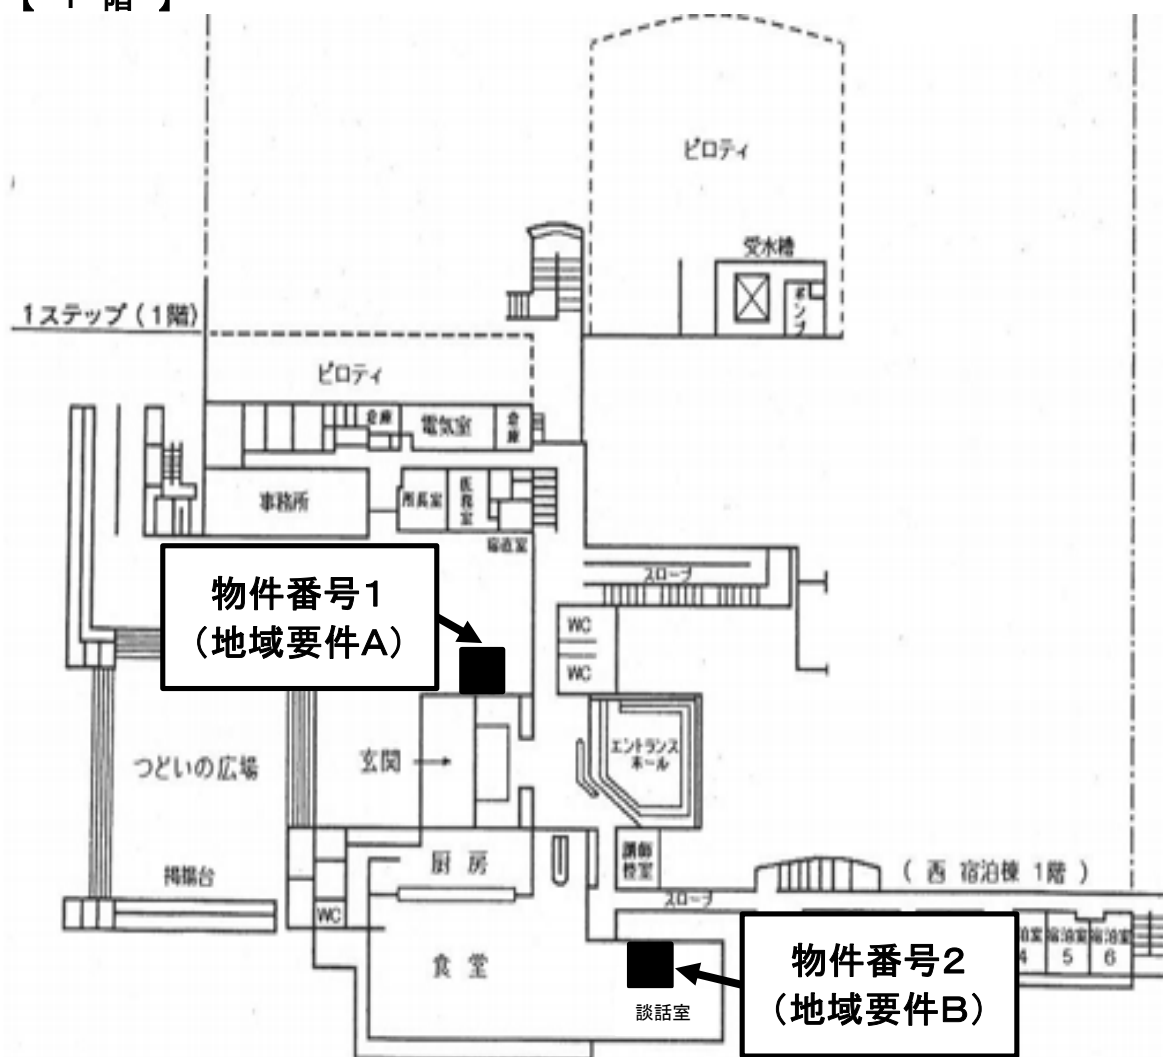 【 1 階 】
ピロティ
受水槽
ポンプ
1ステップ(1階)
ピロティ
倉庫
電気室
倉庫
事務所
所長室
医務室
宿直室
スロープ
物件番号1
(地域要件A)
WC
WC
エントランス
ホール
玄関
つどいの広場
講師
控室
厨 房
掲揚台
( 西 宿泊棟 1階 )
スロープ
WC
食 堂
談話室
物件番号2
(地域要件B)
泊室
4
宿泊室
5
宿泊室
6